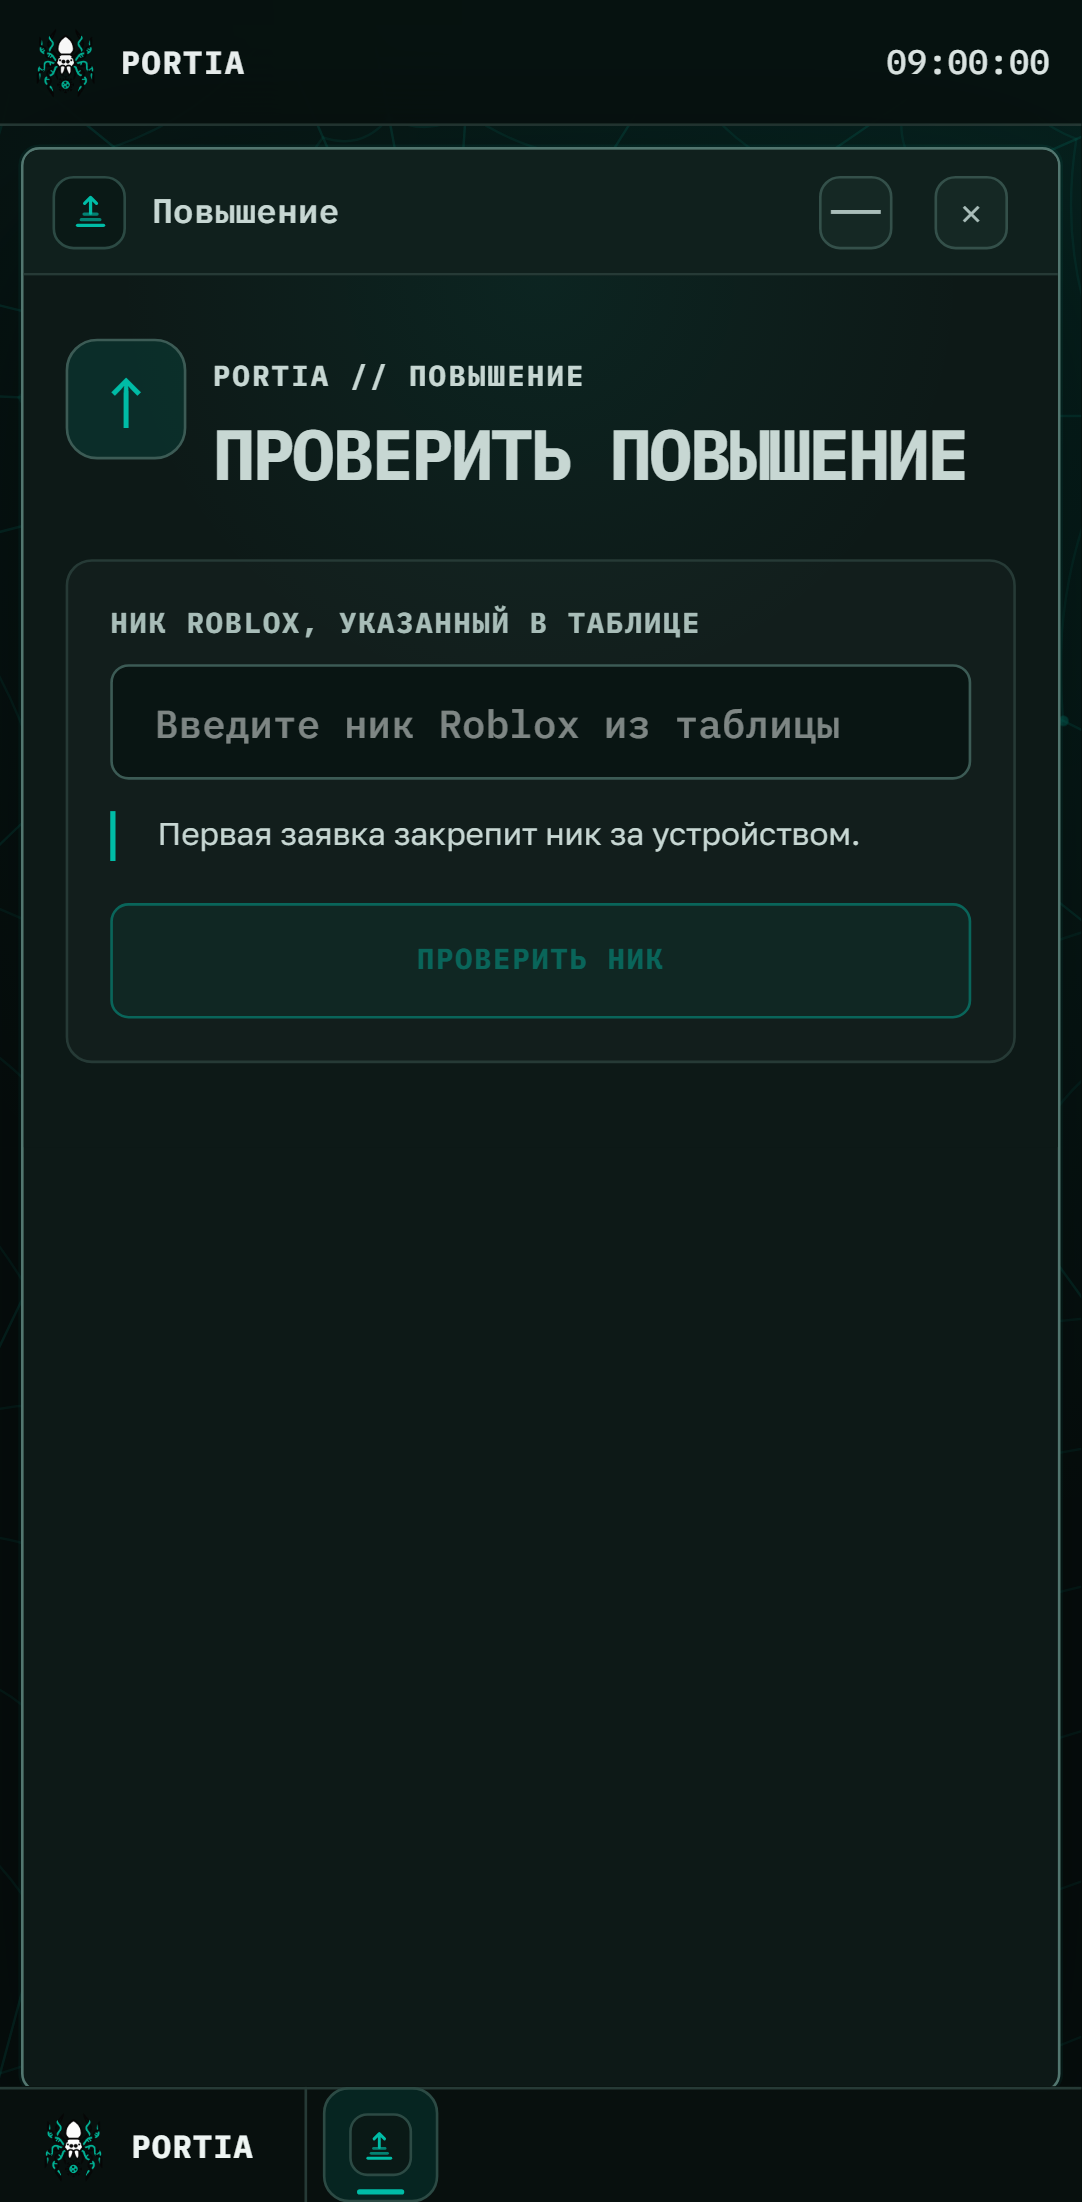 PORTIA
09:00:00
Повышение
PORTIA // ПОВЫШЕНИЕ
ПРОВЕРИТЬ ПОВЫШЕНИЕ
НИК ROBLOX, УКАЗАННЫЙ В ТАБЛИЦЕ
Введите ник Roblox из таблицы
Первая заявка закрепит ник за устройством.
ПРОВЕРИТЬ НИК
PORTIA